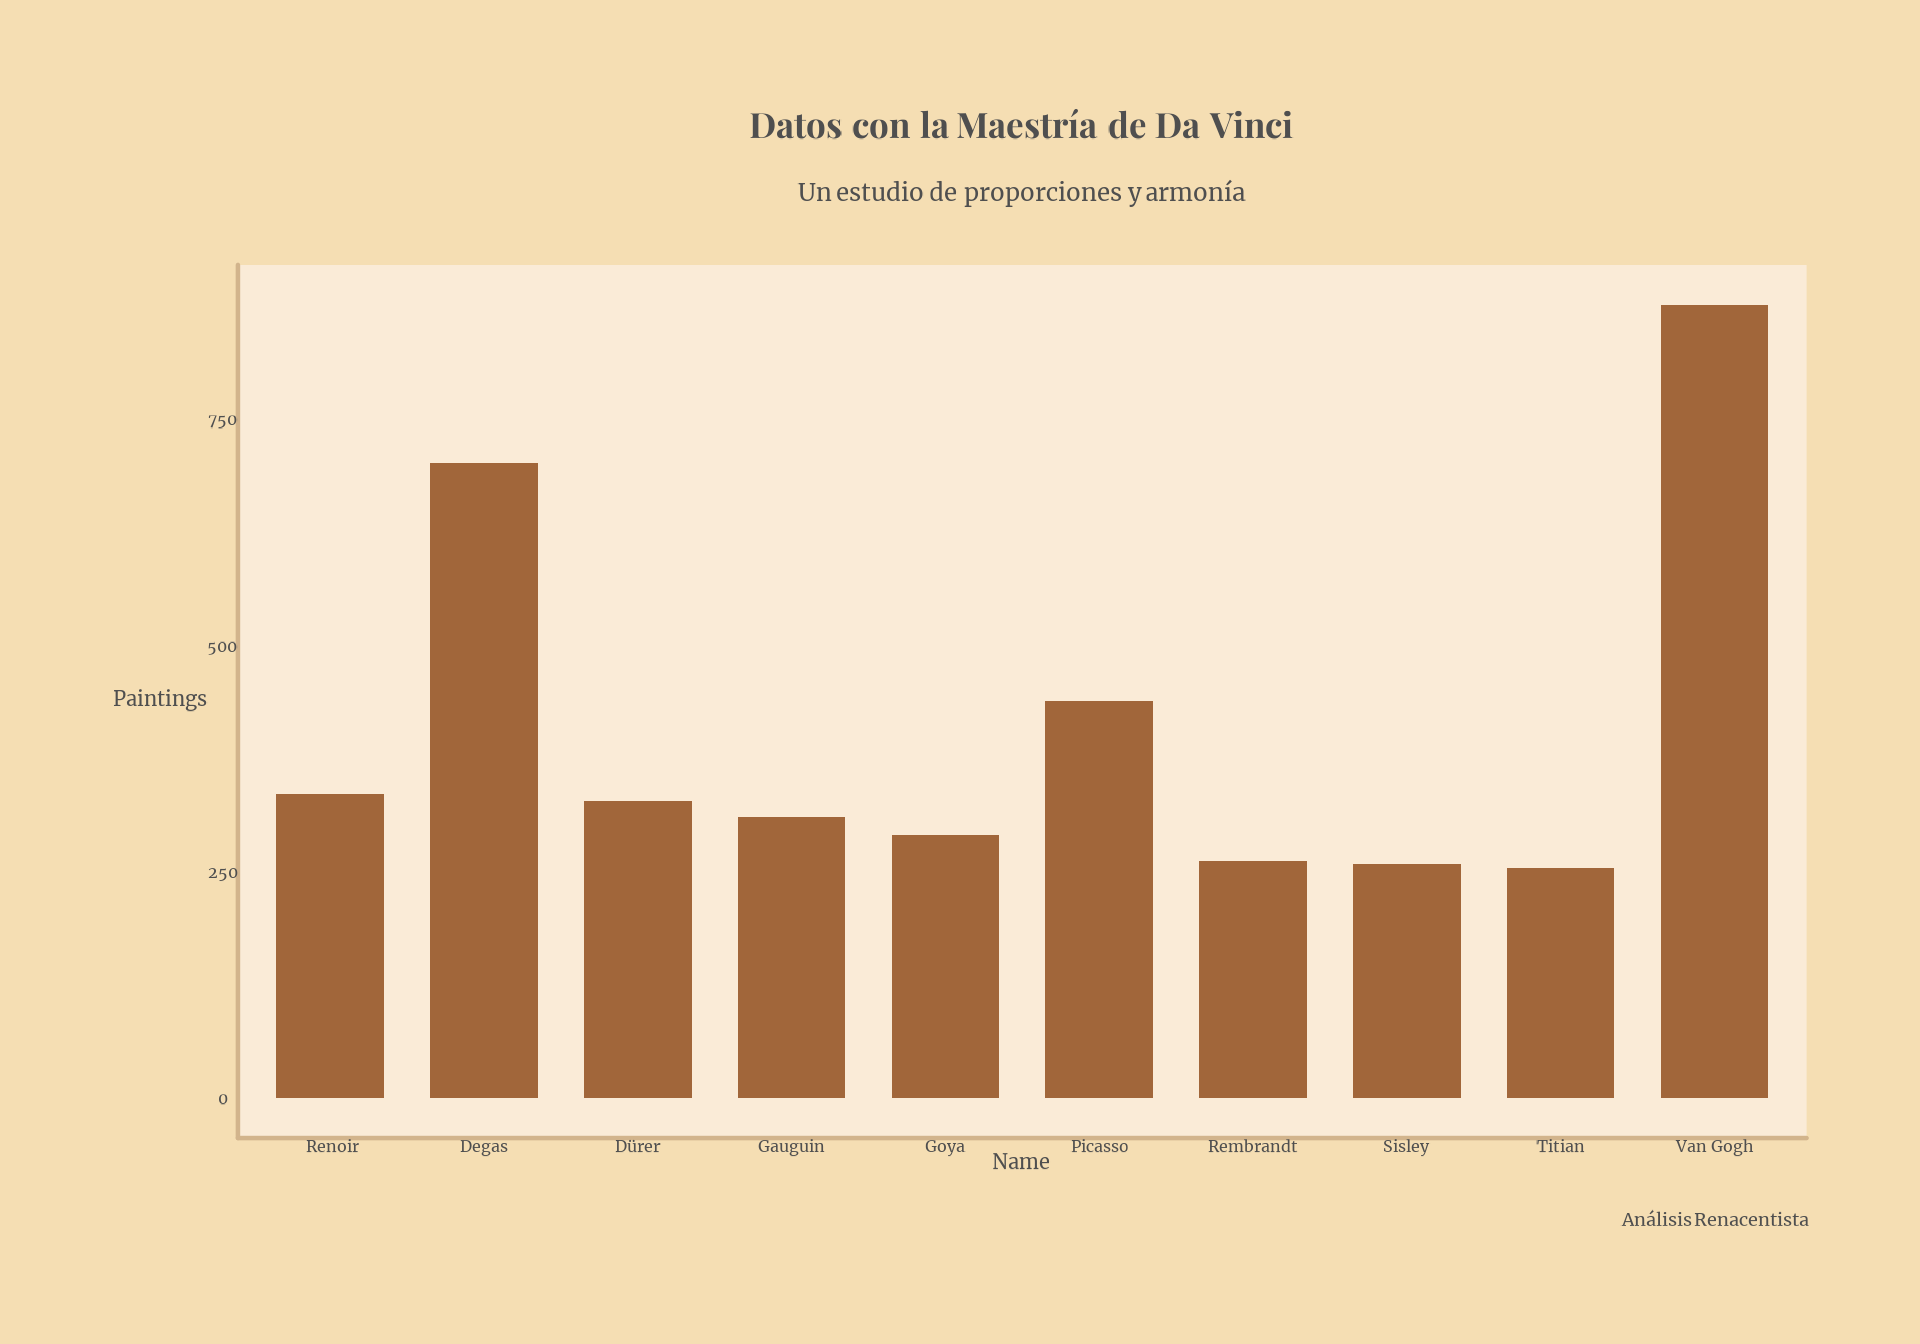 Datos con la Maestría de Da Vinci
Un estudio de proporciones y armonía
750
500
Paintings
250
0
Renoir Degas Dürer Gauguin Goya Picasso Rembrandt Sisley Titian Van Gogh
Name
Análisis Renacentista